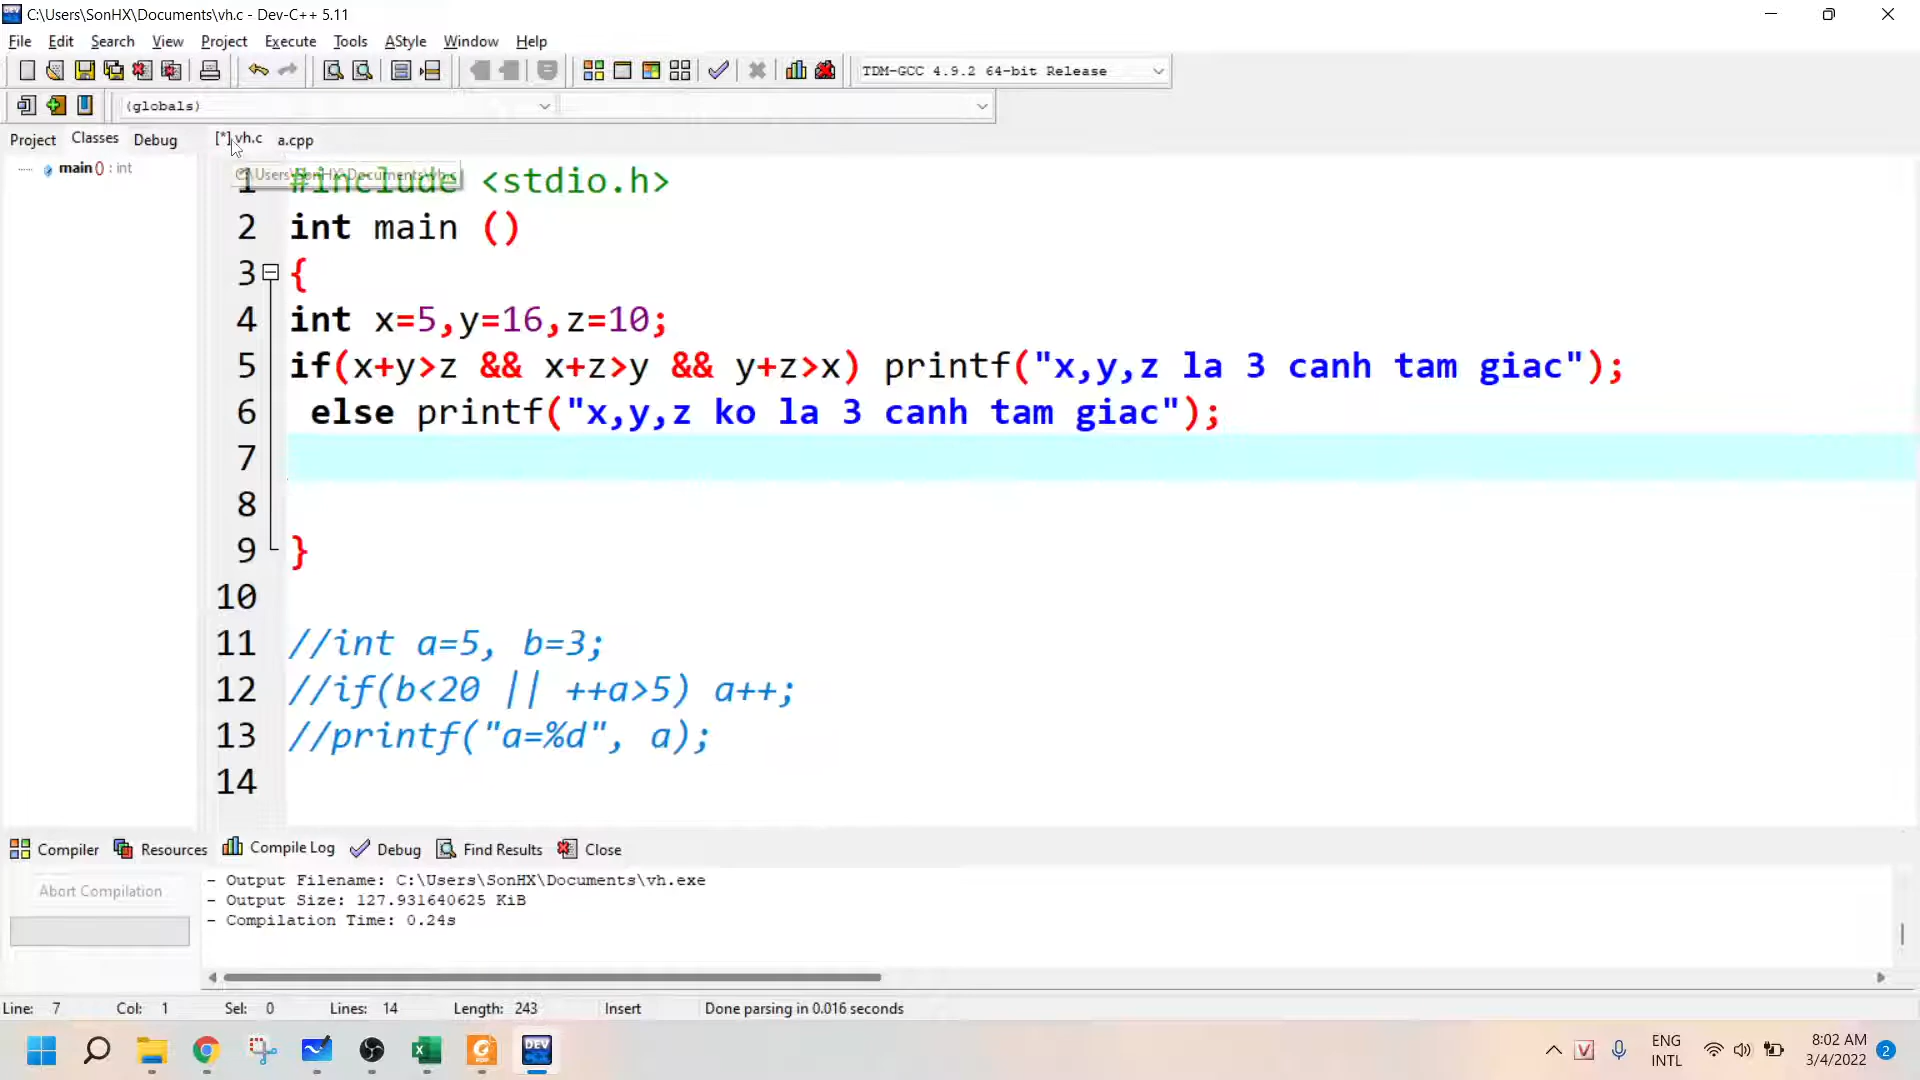 C:\Users\SonHX\Documents\vh.c - Dev-C++ 5.11
File Edit Search View Project Execute Tools AStyle Window Help
TDM-GCC 4.9.2 64-bit Release
(globals)
Project Classes Debug [*] vh.c a.cpp
main () : int
C:\Users\SonHX\Documents\vh.c
1 #include <stdio.h>
2 int main ()
3 {
4 int x=5,y=16,z=10;
5 if(x+y>z && x+z>y && y+z>x) printf("x,y,z la 3 canh tam giac");
6 else printf("x,y,z ko la 3 canh tam giac");
7
8
9 }
10
11 //int a=5, b=3;
12 //if(b<20 || ++a>5) a++;
13 //printf("a=%d", a);
14
Compiler Resources Compile Log Debug Find Results Close
Abort Compilation
- Output Filename: C:\Users\SonHX\Documents\vh.exe
- Output Size: 127.931640625 KiB
- Compilation Time: 0.24s
Line: 7 Col: 1 Sel: 0 Lines: 14 Length: 243 Insert Done parsing in 0.016 seconds
DEV
V
ENG
INTL
8:02 AM
3/4/2022
2